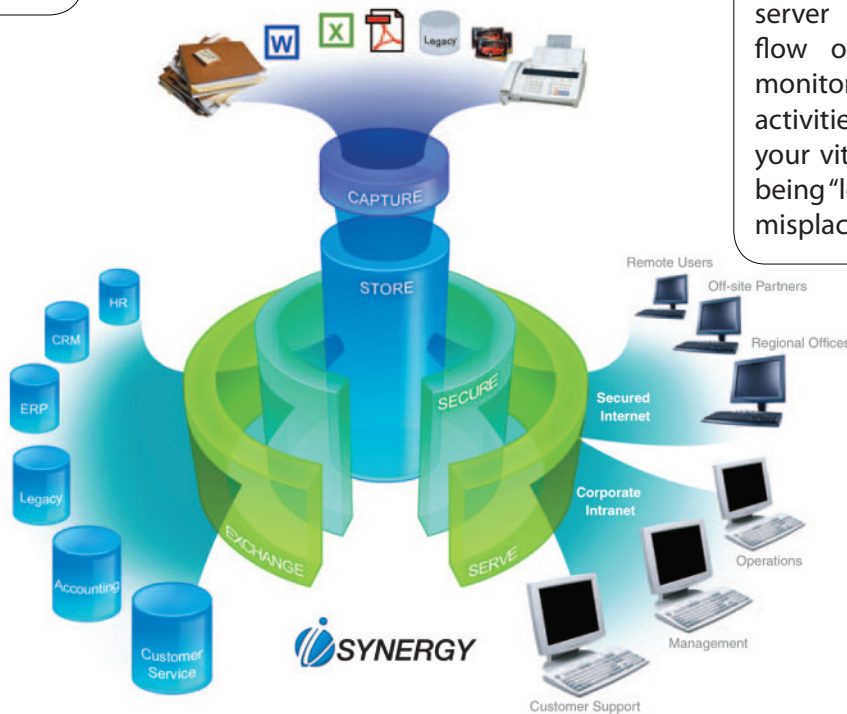 server
flow o
monitor
activitie
your vit
being “l
misplac
W
X
Legacy
CAPTURE
STORE
SECURE
EXCHANGE
SERVE
HR
CRM
ERP
Legacy
Accounting
Customer
Service
Remote Users
Off-site Partners
Regional Offices
Secured
Internet
Corporate
Intranet
Operations
Management
Customer Support
iSYNERGY